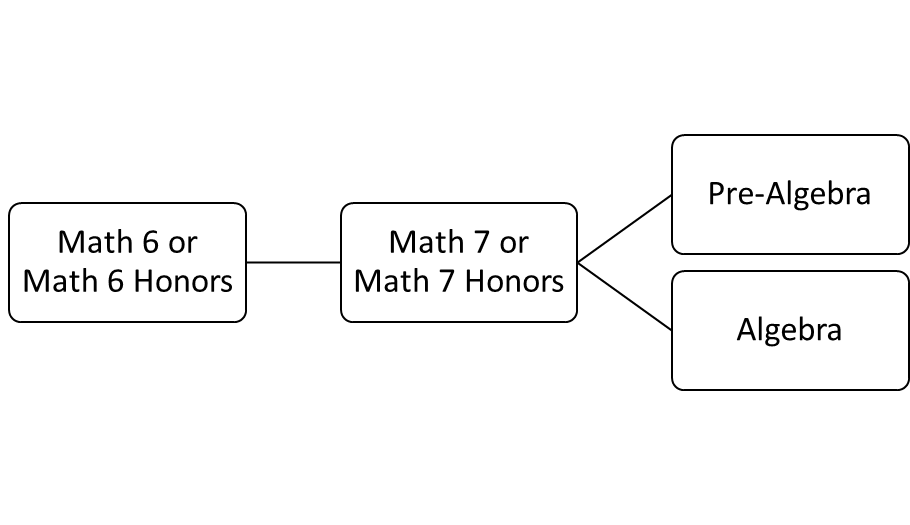 Math 6 or
Math 6 Honors
Math 7 or
Math 7 Honors
Pre-Algebra
Algebra